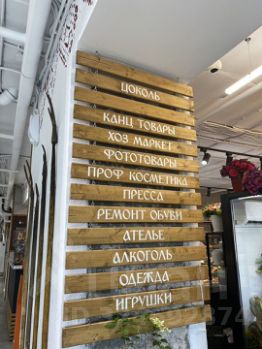 ЦОКОЛЬ
КАНЦ ТОВАРЫ
ХОЗ МАРКЕТ
ФОТОТОВАРЫ
ПРОФ КОСМЕТИКА
ПРЕССА
РЕМОНТ ОБУВИ
АТЕЛЬЕ
АЛКОГОЛЬ
ОДЕЖДА
ИГРУШКИ